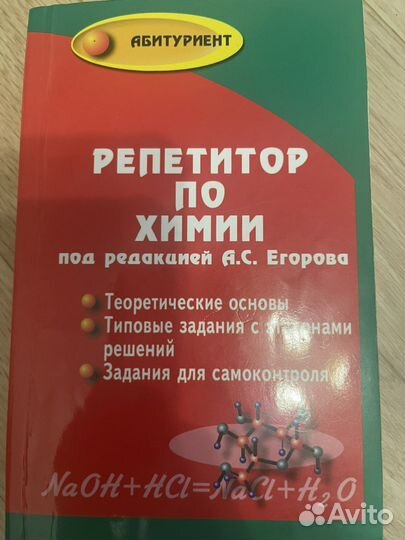 АБИТУРИЕНТ
РЕПЕТИТОР
ПО
ХИМИИ
под редакцией А.С. Егорова
Теоретические основы
Типовые задания с
решений
Задания для самоконтроля
NaOH+HCl=NaCl+H₂O
Avito